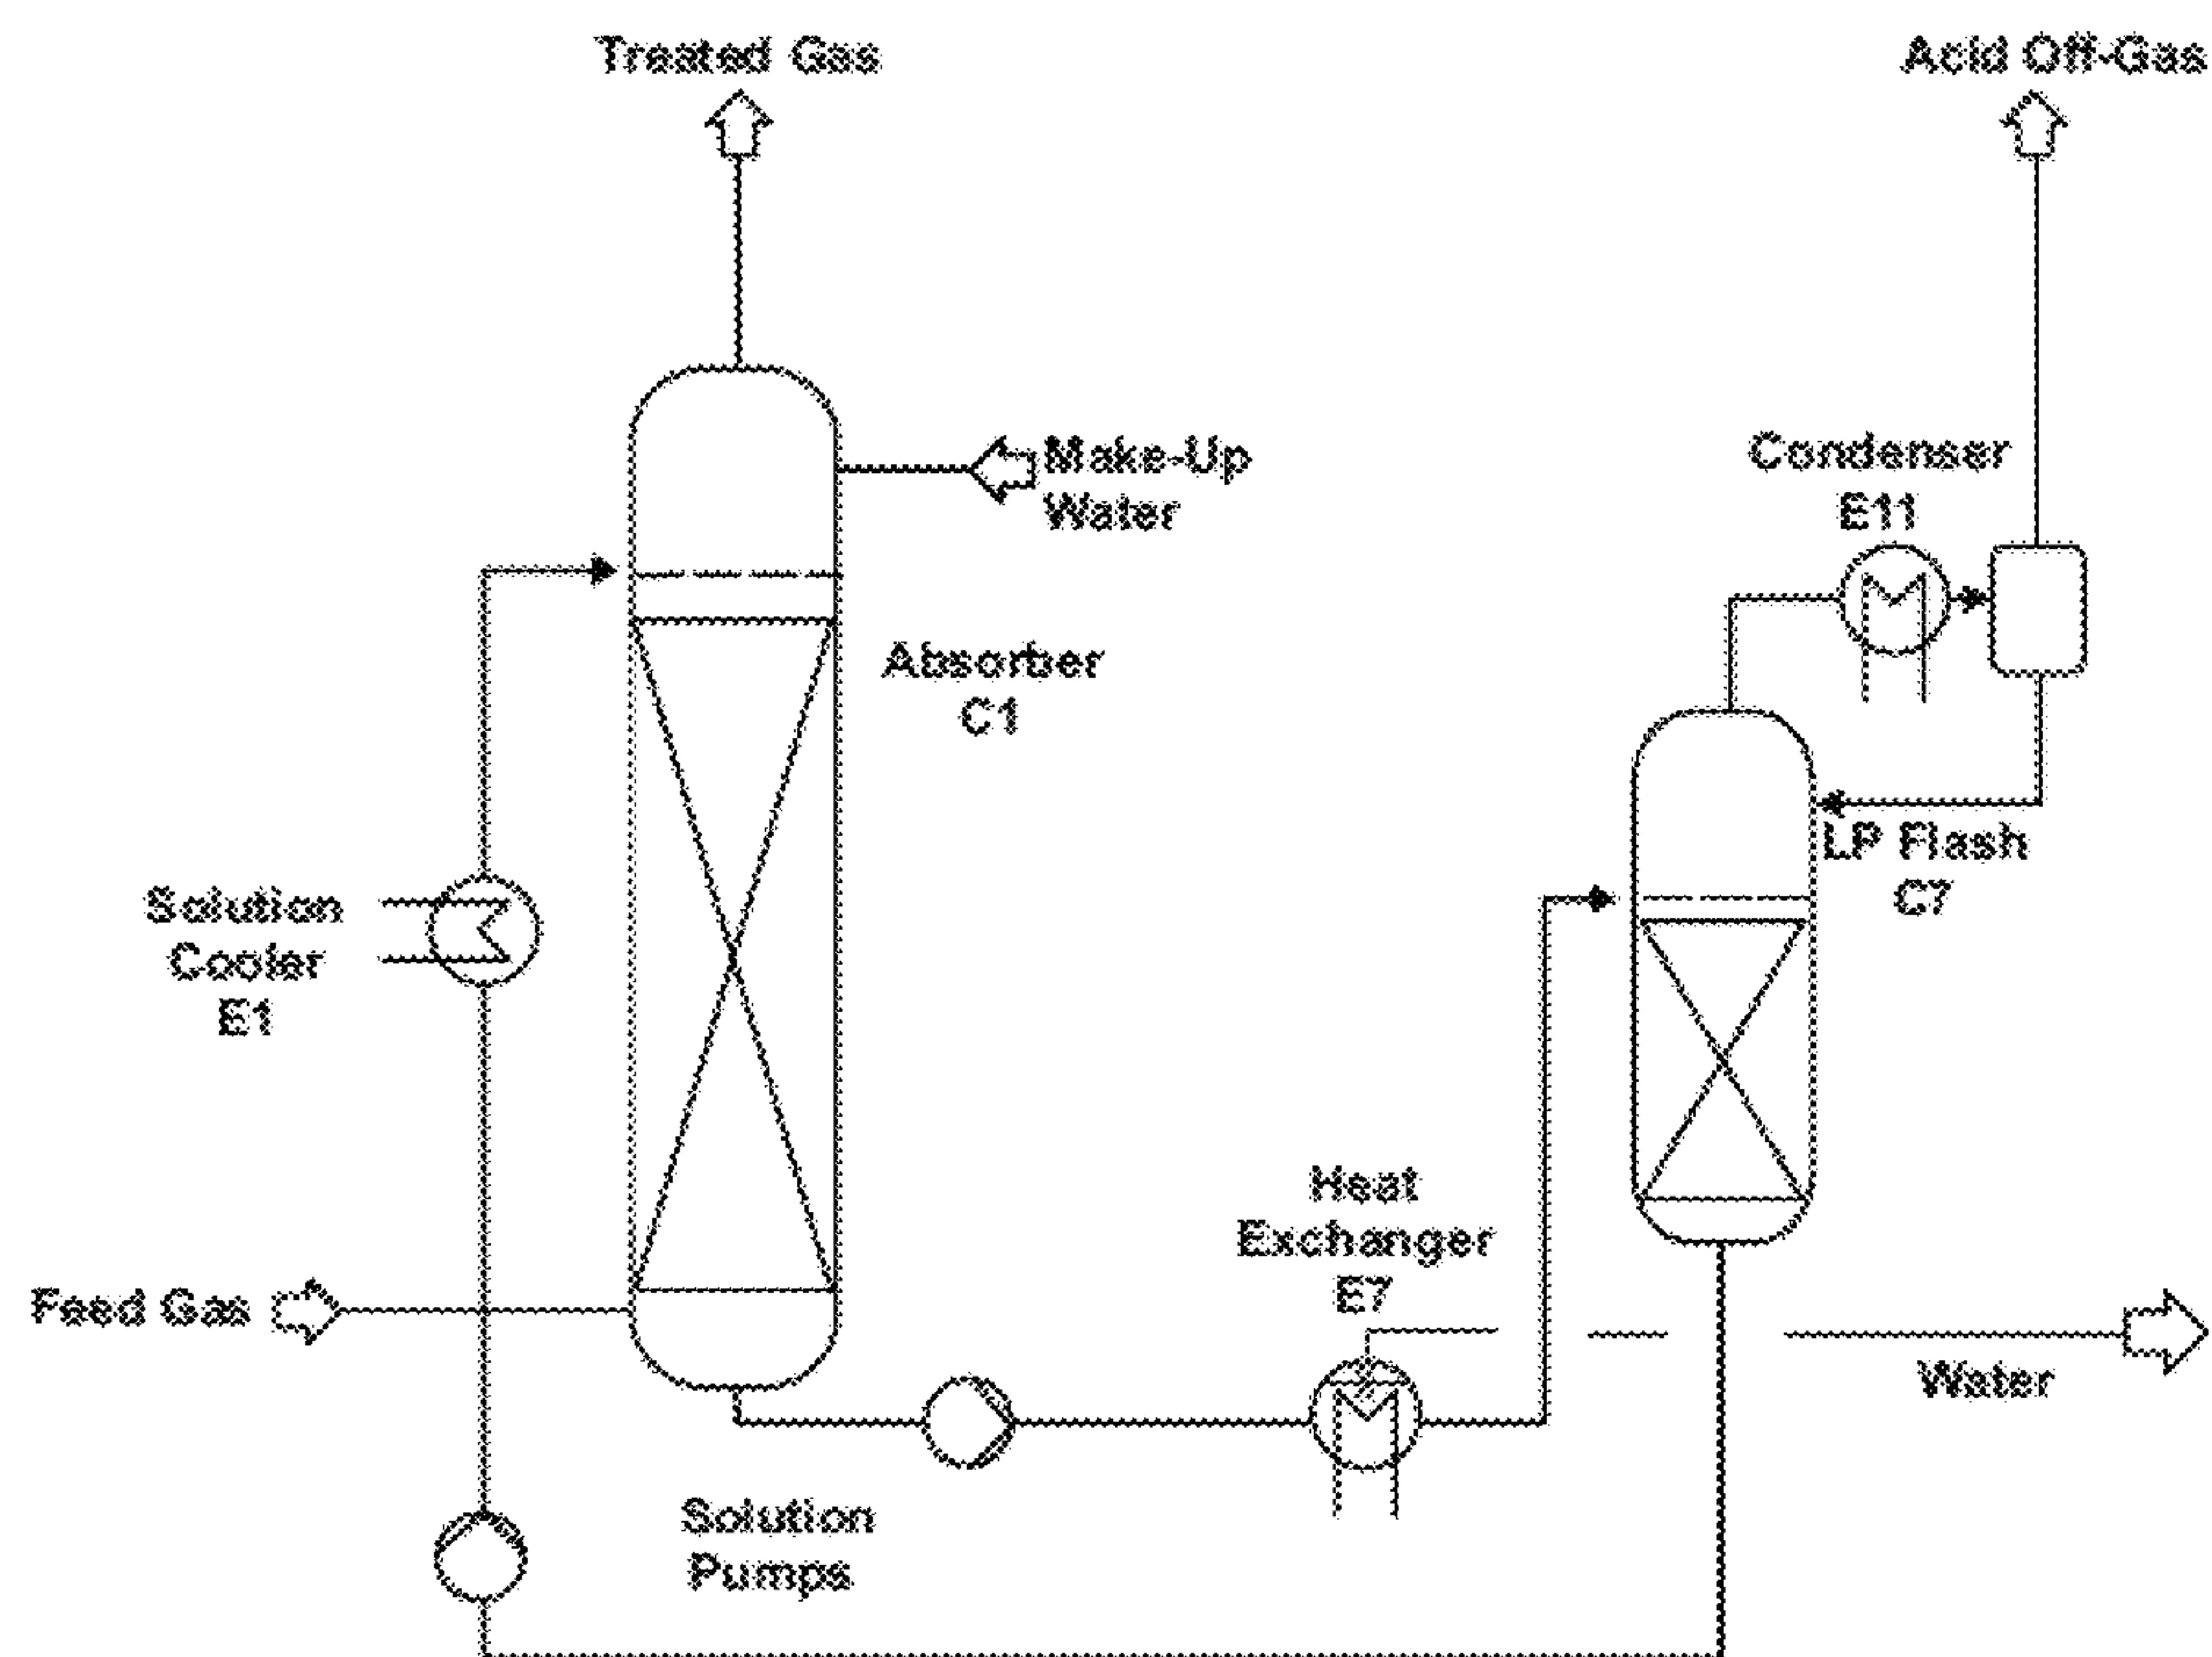 Treated Gas
Acid Off-Gas
Make-Up
Water
Condenser
E11
Absorber
C1
LP Flash
C7
Solution
Cooler
E1
Heat
Exchanger
E7
Feed Gas
Water
Solution
Pumps